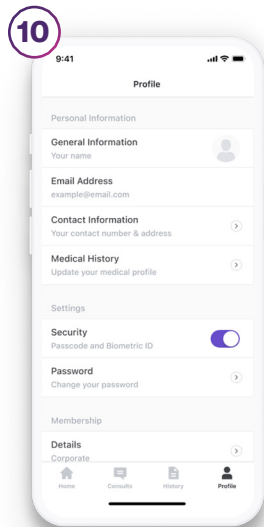 10
9:41
Profile
Personal Information
General Information
Your name
Email Address
example@email.com
Contact Information
Your contact number & address
Medical History
Update your medical profile
Settings
Security
Passcode and Biometric ID
Password
Change your password
Membership
Details
Corporate
Home Consults History Profile